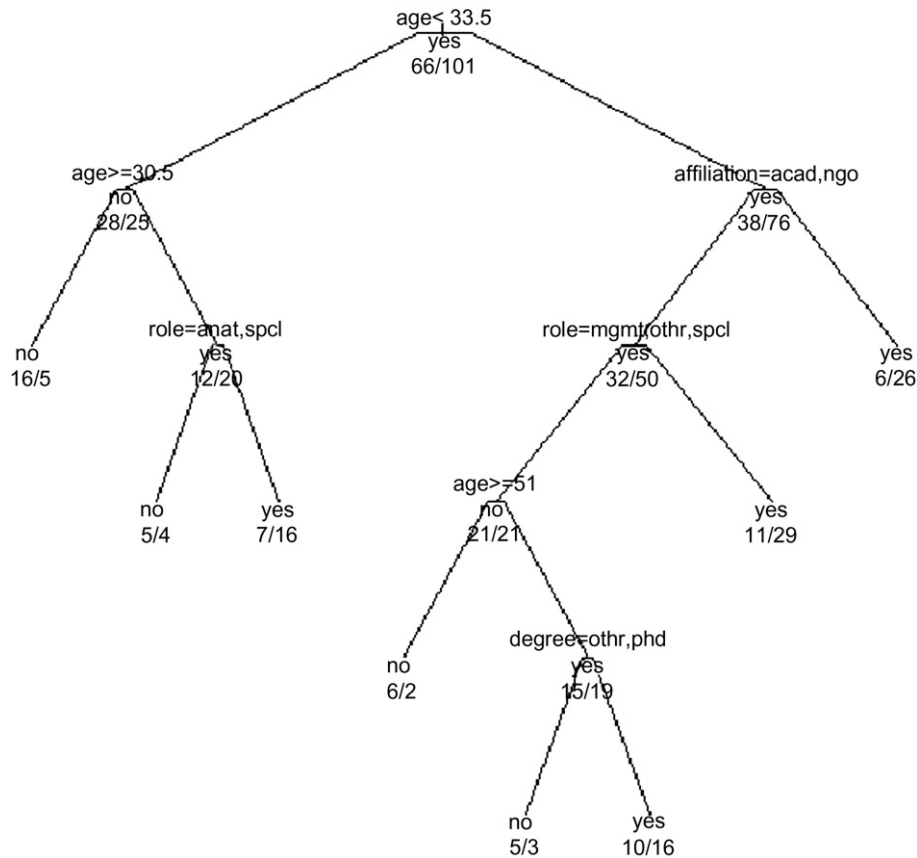 age< 33.5
yes
66/101
age>=30.5
no
28/25
affiliation=acad,ngo
yes
38/76
no
16/5
role=anat,spcl
yes
12/20
role=mgmt,othr,spcl
yes
32/50
yes
6/26
no
5/4
yes
7/16
age>=51
no
21/21
yes
11/29
no
6/2
degree=othr,phd
yes
15/19
no
5/3
yes
10/16